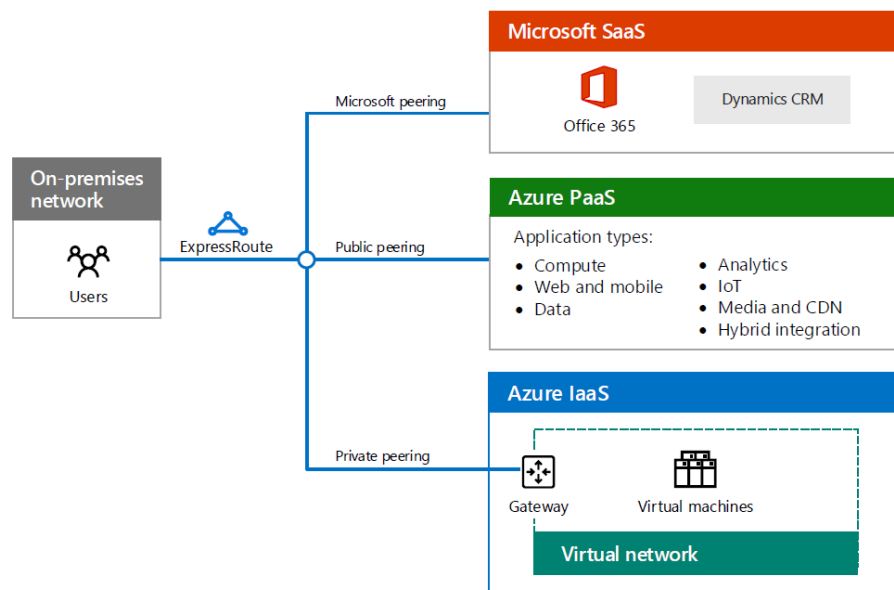 Microsoft SaaS
Office 365
Dynamics CRM
Microsoft peering
On-premises
network
Users
ExpressRoute
Public peering
Azure PaaS
Application types:
• Compute
• Web and mobile
• Data
• Analytics
• IoT
• Media and CDN
• Hybrid integration
Azure IaaS
Private peering
Gateway
Virtual machines
Virtual network